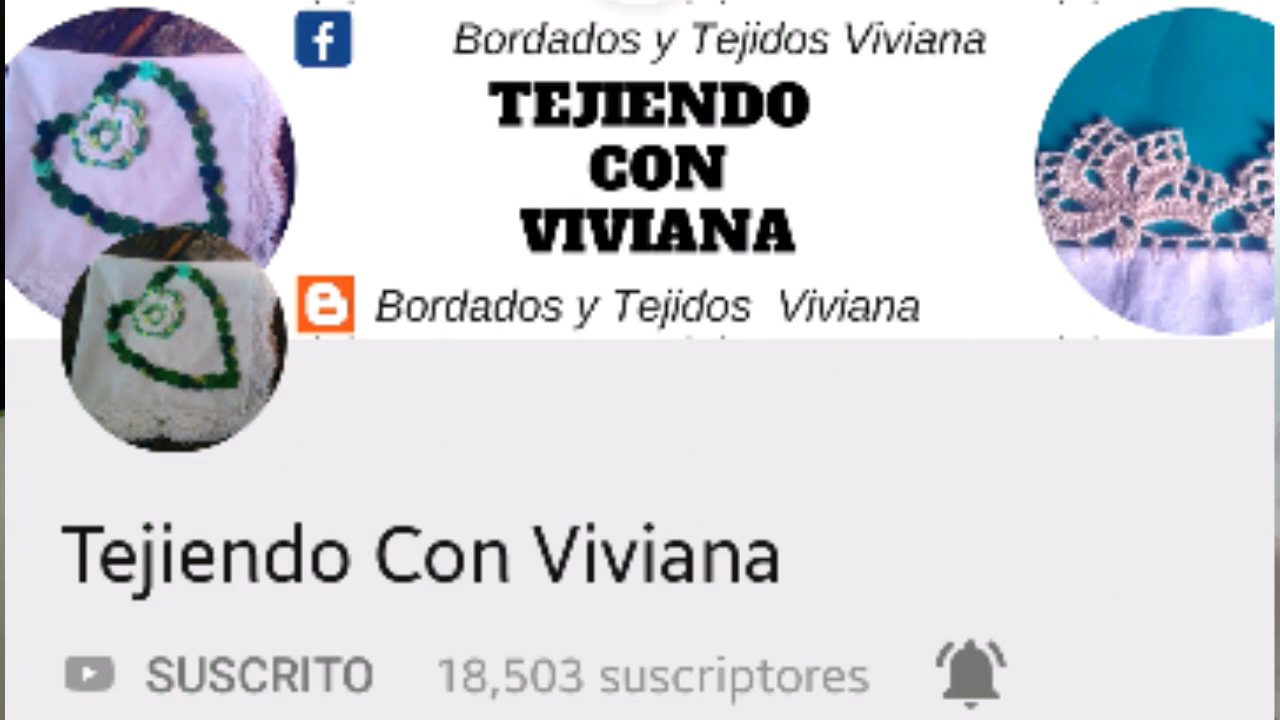 Bordados y Tejidos Viviana
TEJIENDO
CON
VIVIANA
Bordados y Tejidos Viviana
Tejiendo Con Viviana
SUSCRITO 18,503 suscriptores